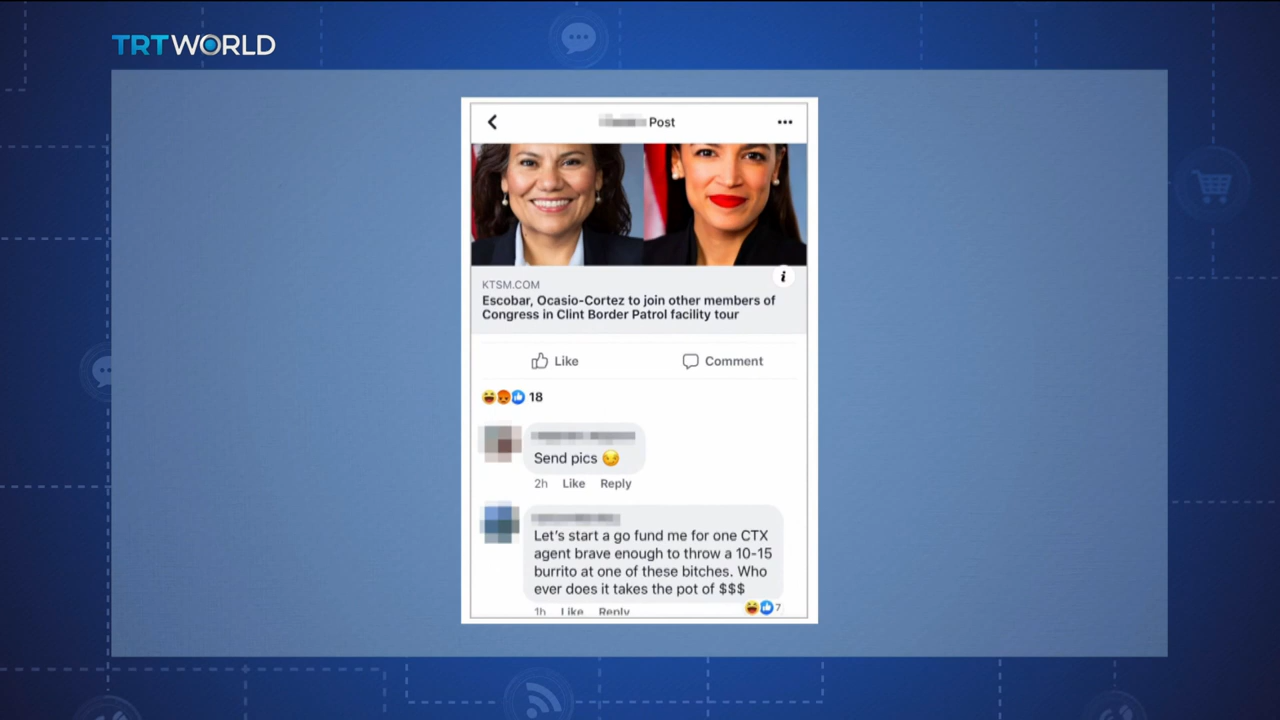 TRT WORLD
Post
KTSM.COM
Escobar, Ocasio-Cortez to join other members of
Congress in Clint Border Patrol facility tour
Like
Comment
18
Send pics 😏
2h Like Reply
Let's start a go fund me for one CTX
agent brave enough to throw a 10-15
burrito at one of these bitches. Who
ever does it takes the pot of $$$
1h Like Reply
7